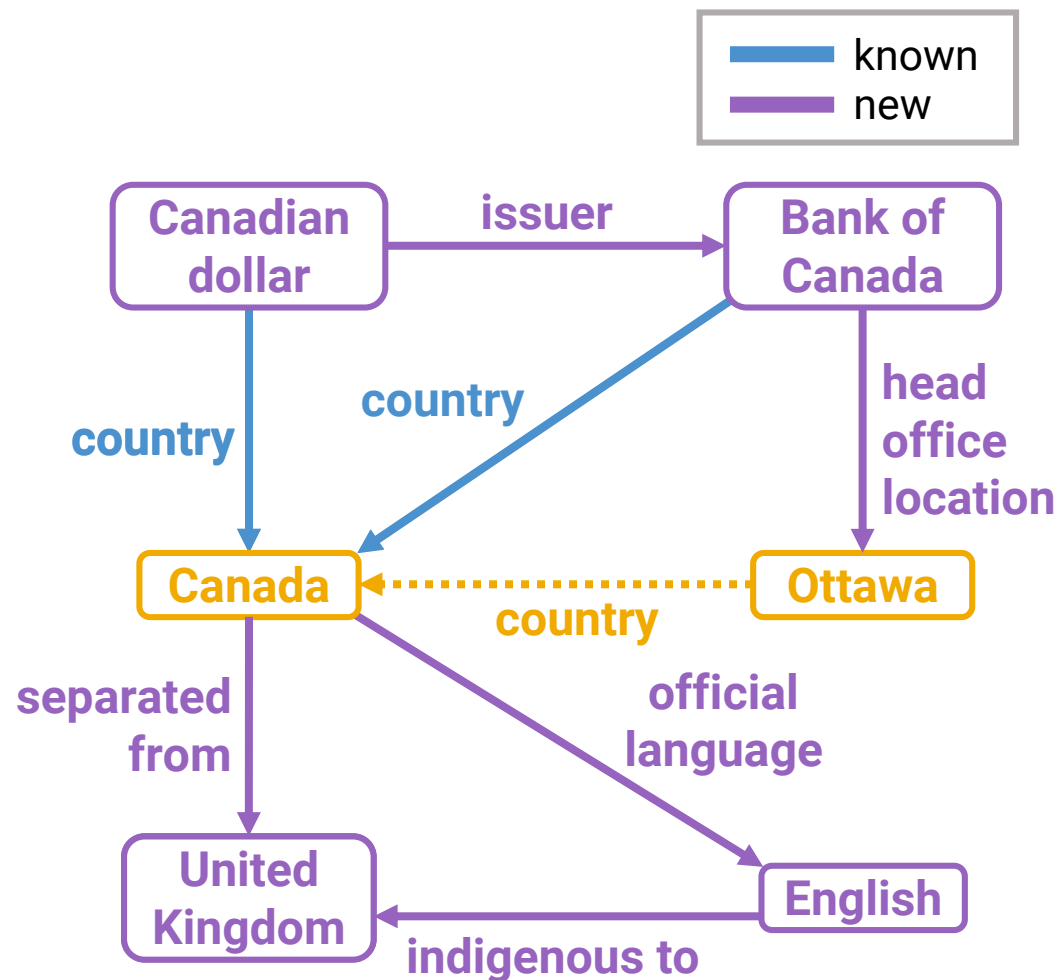 known
new
Canadian
dollar
issuer
Bank of
Canada
country
country
head
office
location
Canada
country
Ottawa
separated
from
official
language
United
Kingdom
indigenous to
English